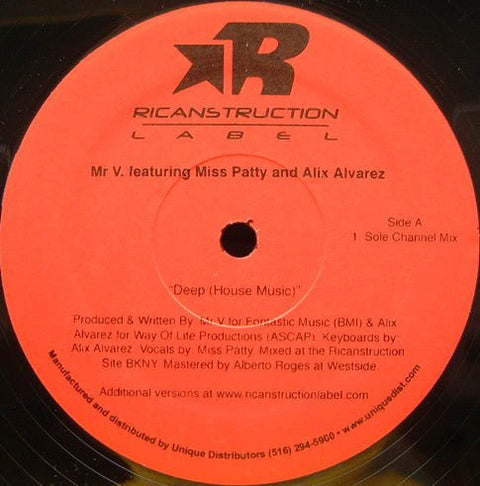 R
RICANSTRUCTION
LABEL
Mr V. featuring Miss Patty and Alix Alvarez
Side A
1. Sole Channel Mix
"Deep (House Music)"
Produced & Written By: Mr V for Fontastic Music (BMI) & Alix
Alvarez for Way Of Life Productions (ASCAP). Keyboards by:
Alix Alvarez. Vocals by: Miss Patty. Mixed at the Ricanstruction
Site BKNY. Mastered by Alberto Roges at Westside.
Additional versions at www.ricanstructionlabel.com
Manufactured and distributed by Unique Distributors (516) 294-5900 • www.uniquedist.com